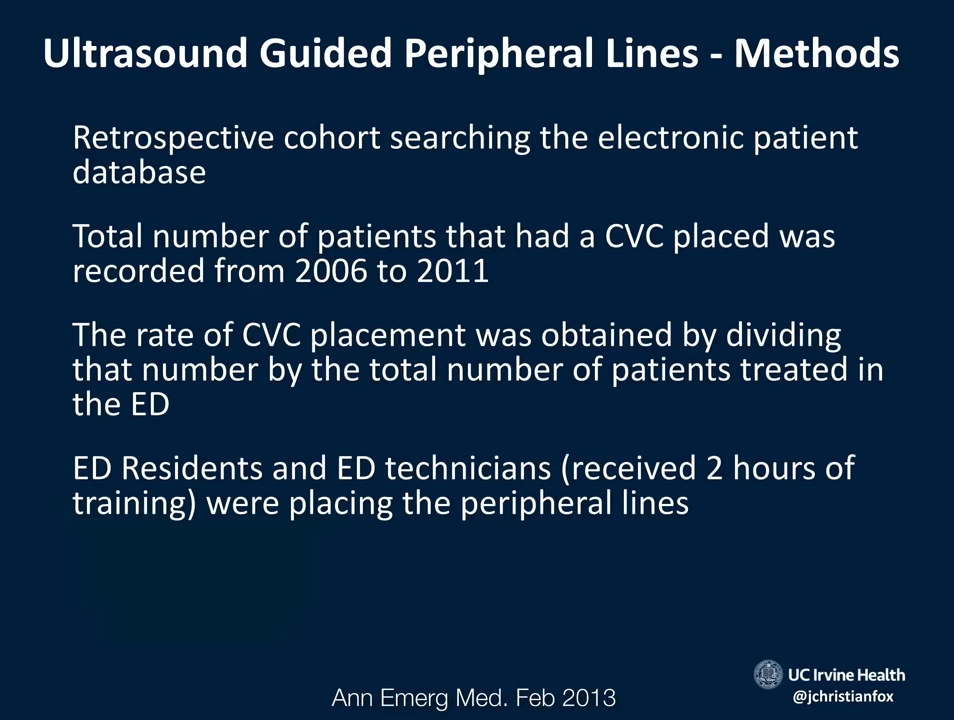 Ultrasound Guided Peripheral Lines - Methods
Retrospective cohort searching the electronic patient
database
Total number of patients that had a CVC placed was
recorded from 2006 to 2011
The rate of CVC placement was obtained by dividing
that number by the total number of patients treated in
the ED
ED Residents and ED technicians (received 2 hours of
training) were placing the peripheral lines
UC Irvine Health
@jchristianfox
Ann Emerg Med. Feb 2013